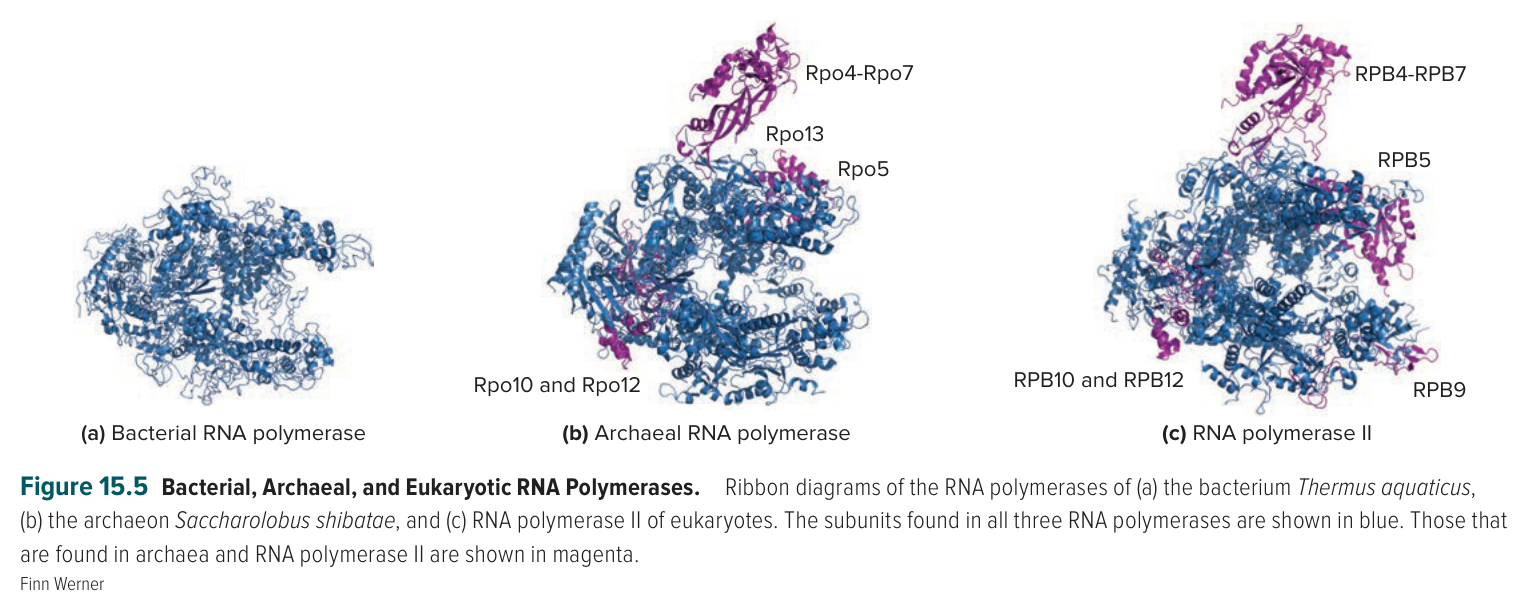 Rpo4-Rpo7
Rpo13
Rpo5
Rpo10 and Rpo12
(a) Bacterial RNA polymerase
(b) Archaeal RNA polymerase
RPB4-RPB7
RPB5
RPB10 and RPB12
RPB9
(c) RNA polymerase II
Figure 15.5 Bacterial, Archaeal, and Eukaryotic RNA Polymerases. Ribbon diagrams of the RNA polymerases of (a) the bacterium Thermus aquaticus,
(b) the archaeon Saccharolobus shibatae, and (c) RNA polymerase II of eukaryotes. The subunits found in all three RNA polymerases are shown in blue. Those that
are found in archaea and RNA polymerase II are shown in magenta.
Finn Werner